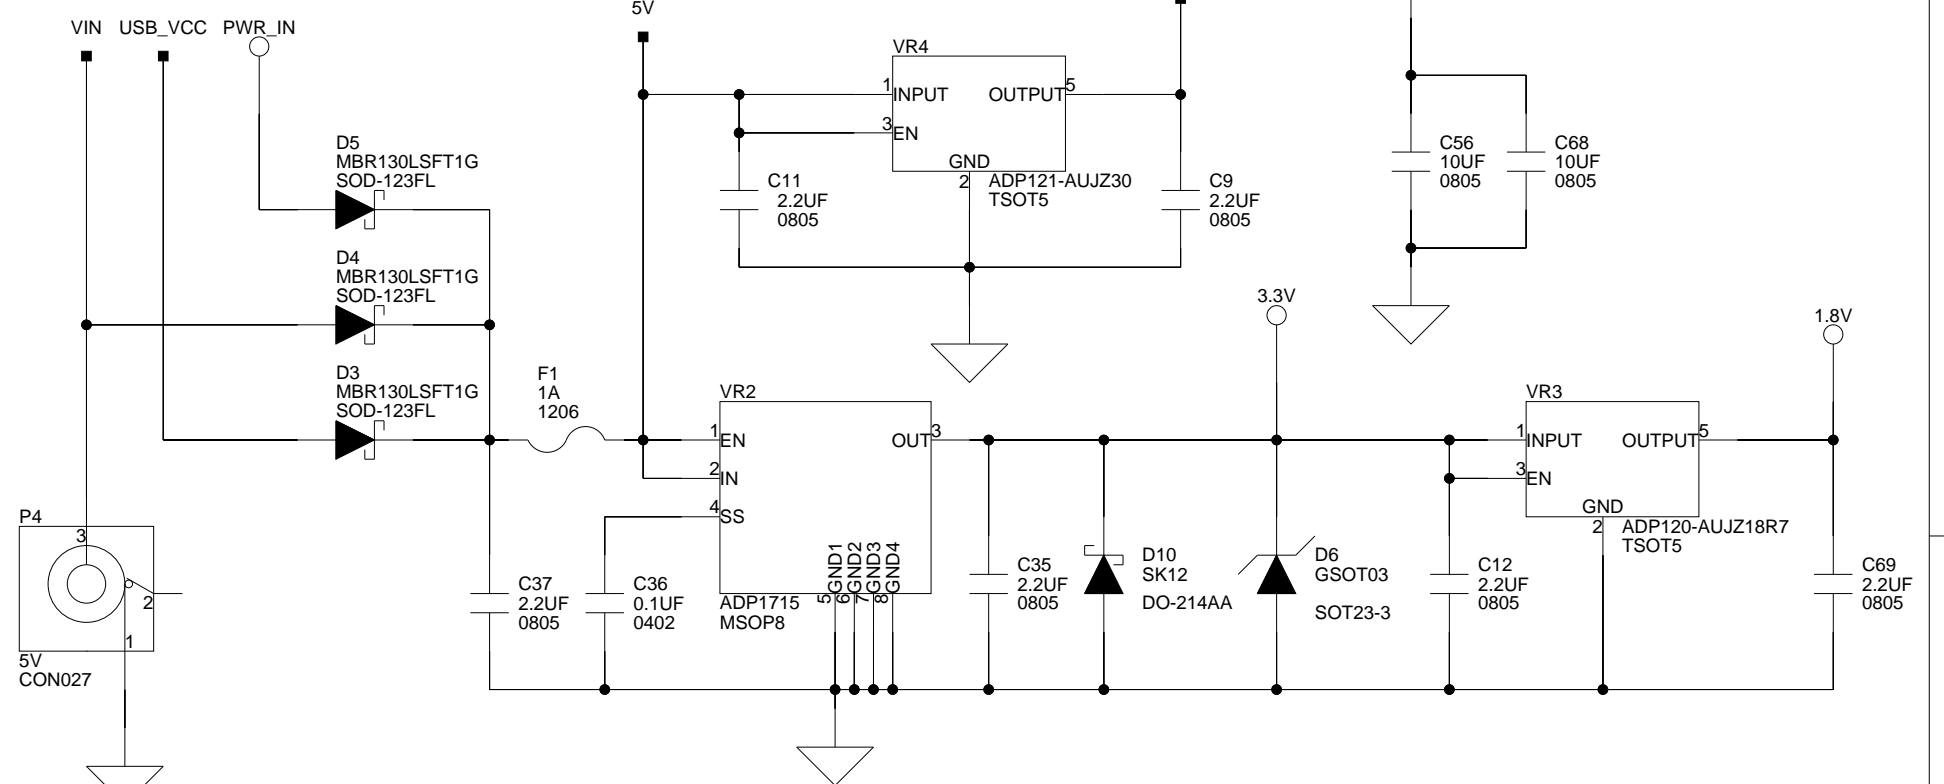 VIN USB_VCC PWR_IN
5V
VR4
1 INPUT OUTPUT 5
3 EN
GND
2
ADP121-AUJZ30
TSOT5
C11
2.2UF
0805
C9
2.2UF
0805
C56
10UF
0805
C68
10UF
0805
D5
MBR130LSFT1G
SOD-123FL
D4
MBR130LSFT1G
SOD-123FL
D3
MBR130LSFT1G
SOD-123FL
F1
1A
1206
3.3V
1.8V
VR2
1 EN OUT 3
2 IN
4 SS
GND1
GND2
GND3
GND4
5
6
7
8
ADP1715
MSOP8
VR3
1 INPUT OUTPUT 5
3 EN
GND
2
ADP120-AUJZ18R7
TSOT5
P4
3
2
1
5V
CON027
C37
2.2UF
0805
C36
0.1UF
0402
C35
2.2UF
0805
D10
SK12
DO-214AA
D6
GSOT03
SOT23-3
C12
2.2UF
0805
C69
2.2UF
0805